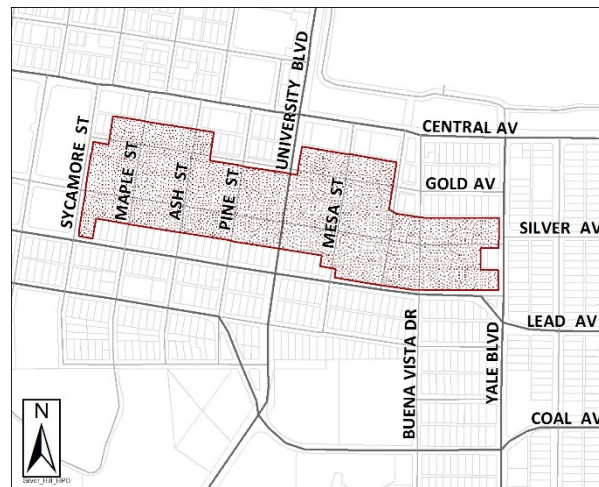 UNIVERSITY BLVD
CENTRAL AV
SYCAMORE ST
MAPLE ST
ASH ST
PINE ST
MESA ST
GOLD AV
SILVER AV
LEAD AV
BUENA VISTA DR
YALE BLVD
COAL AV
N
Silver_Hill_HPO